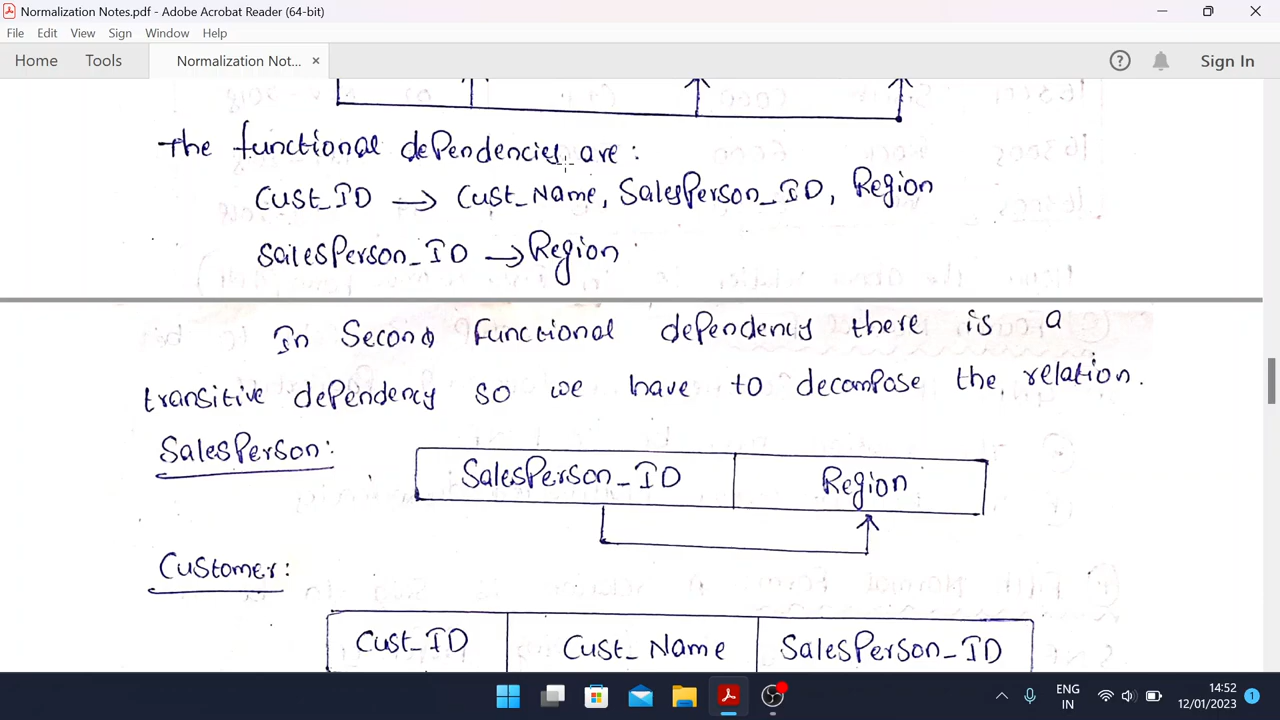 Normalization Notes.pdf - Adobe Acrobat Reader (64-bit)
File Edit View Sign Window Help
Home Tools Normalization Not... × Sign In
The functional dependencies are :
Cust_ID → Cust_Name, SalesPerson_ID, Region
SalesPerson_ID → Region
In Second functional dependency there is a
transitive dependency so we have to decompose the relation.
SalesPerson:
SalesPerson_ID Region
Customer:
Cust_ID Cust_Name SalesPerson_ID
ENG
IN
14:52
12/01/2023
1